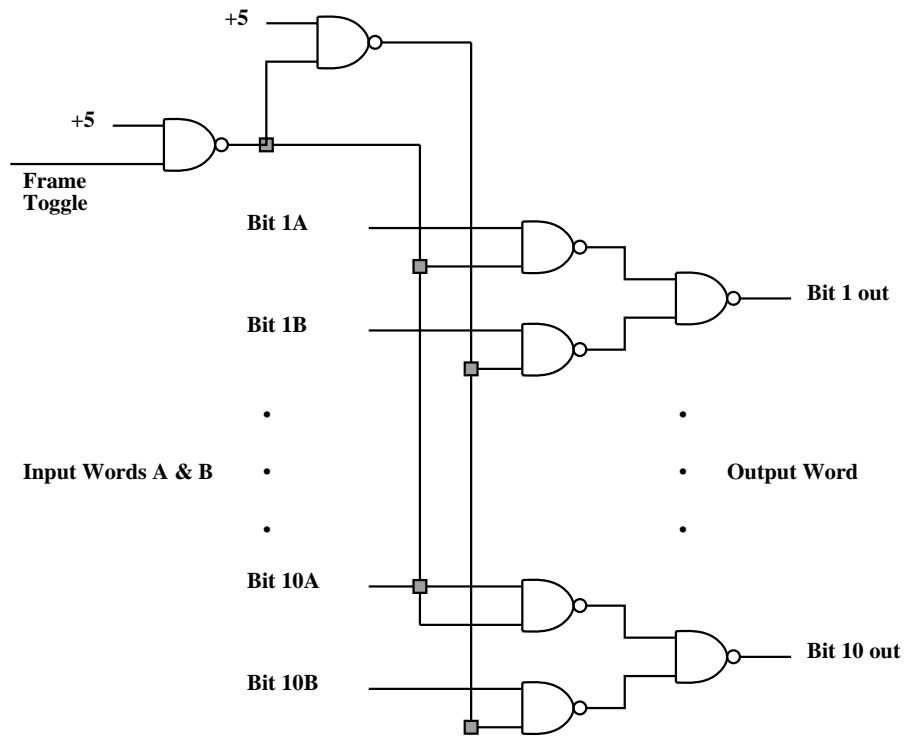 +5
+5
Frame
Toggle
Bit 1A
Bit 1 out
Bit 1B
Input Words A & B
Output Word
Bit 10A
Bit 10 out
Bit 10B